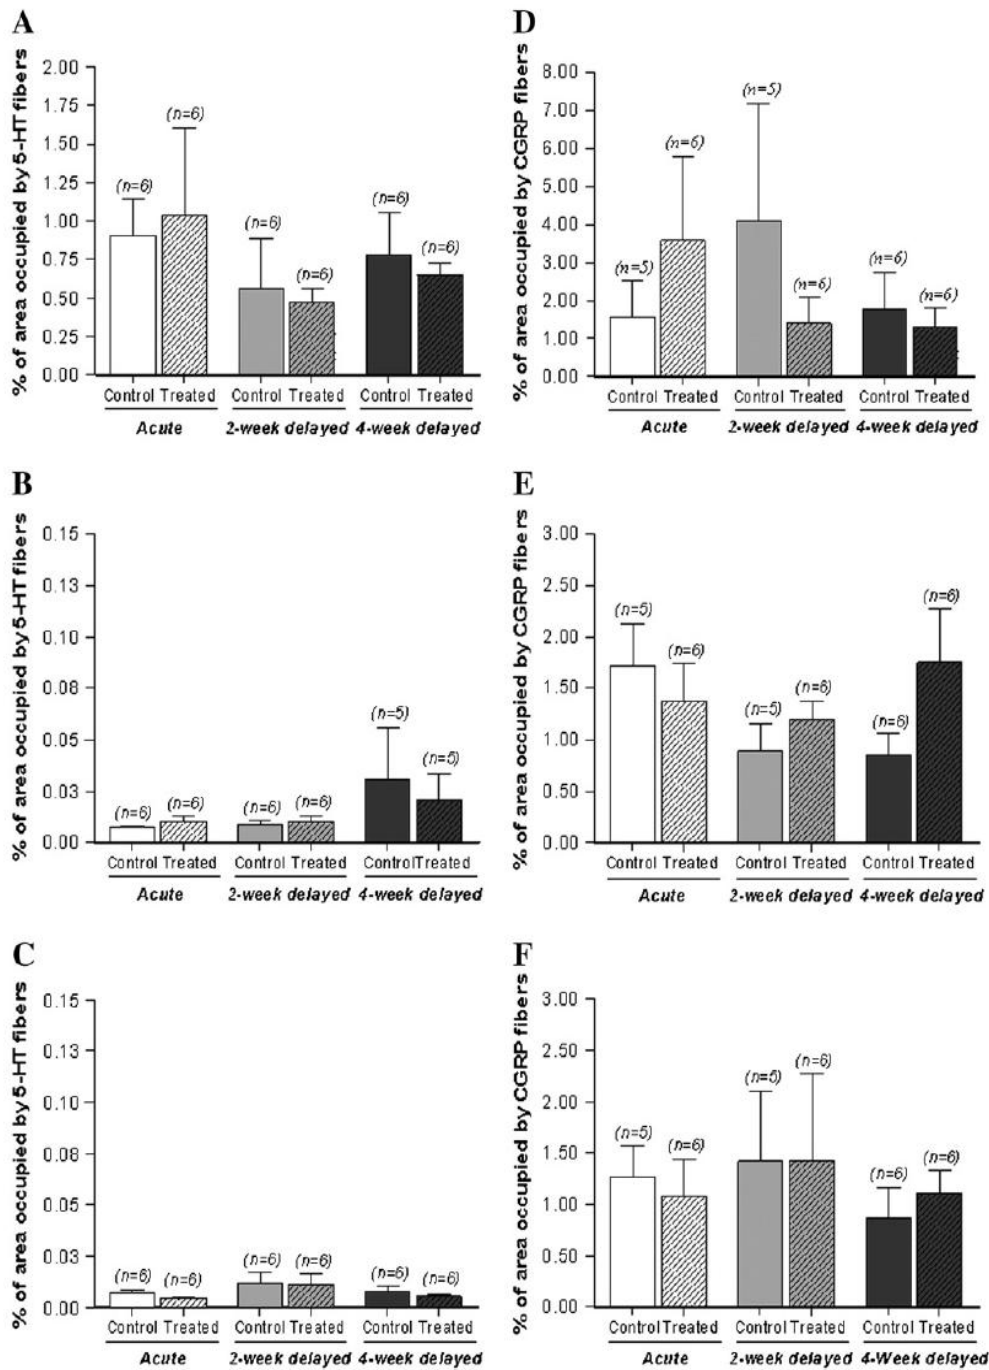 A
% of area occupied by 5-HT fibers
2.00
1.75
1.50
1.25
1.00
0.75
0.50
0.25
0.00
(n=6)
(n=6)
(n=6)
(n=6)
(n=6)
(n=6)
Control Treated Control Treated Control Treated
Acute 2-week delayed 4-week delayed
D
% of area occupied by CGRP fibers
8.00
7.00
6.00
5.00
4.00
3.00
2.00
1.00
0.00
(n=5)
(n=6)
(n=5)
(n=6)
(n=6)
(n=6)
Control Treated Control Treated Control Treated
Acute 2-week delayed 4-week delayed
B
% of area occupied by 5-HT fibers
0.15
0.13
0.10
0.08
0.05
0.03
0.00
(n=6)
(n=6)
(n=6)
(n=6)
(n=5)
(n=5)
Control Treated Control Treated ControlTreated
Acute 2-week delayed 4-week delayed
E
% of area occupied by CGRP fibers
3.00
2.50
2.00
1.50
1.00
0.50
0.00
(n=5)
(n=6)
(n=5)
(n=6)
(n=6)
(n=6)
Control Treated Control Treated Control Treated
Acute 2-week delayed 4-week delayed
C
% of area occupied by 5-HT fibers
0.15
0.13
0.10
0.08
0.05
0.03
0.00
(n=6)
(n=6)
(n=6)
(n=6)
(n=6)
(n=6)
Control Treated Control Treated Control Treated
Acute 2-week delayed 4-week delayed
F
% of area occupied by CGRP fibers
3.00
2.50
2.00
1.50
1.00
0.50
0.00
(n=5)
(n=6)
(n=5)
(n=6)
(n=6)
(n=6)
Control Treated Control Treated Control Treated
Acute 2-week delayed 4-Week delayed